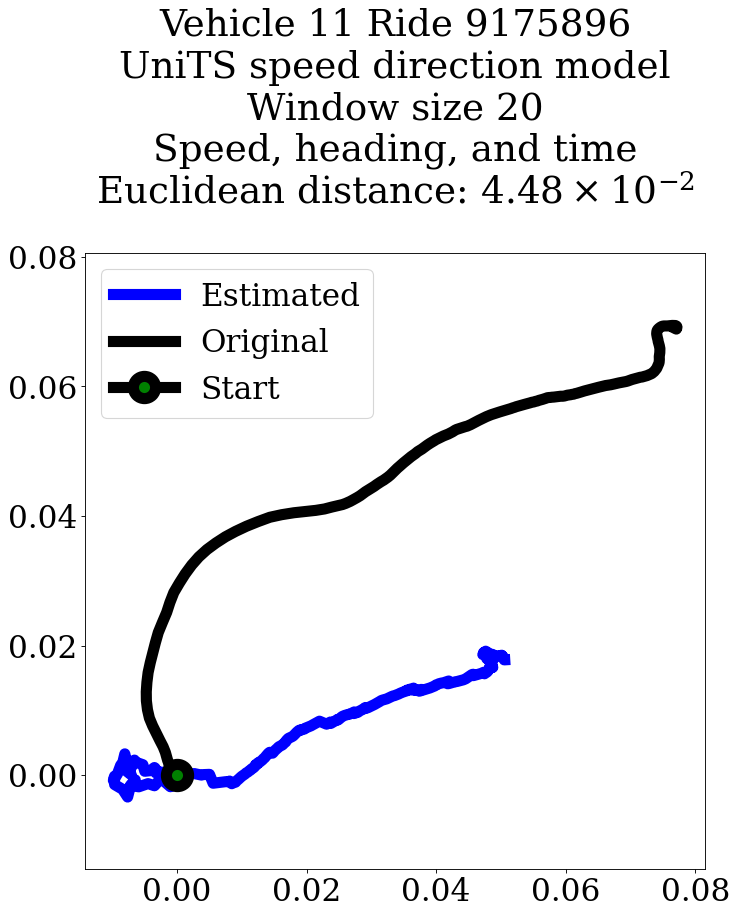 Vehicle 11 Ride 9175896
UniTS speed direction model
Window size 20
Speed, heading, and time
Euclidean distance: 4.48 × 10⁻²
0.08
0.06
0.04
0.02
0.00
Estimated
Original
Start
0.00 0.02 0.04 0.06 0.08